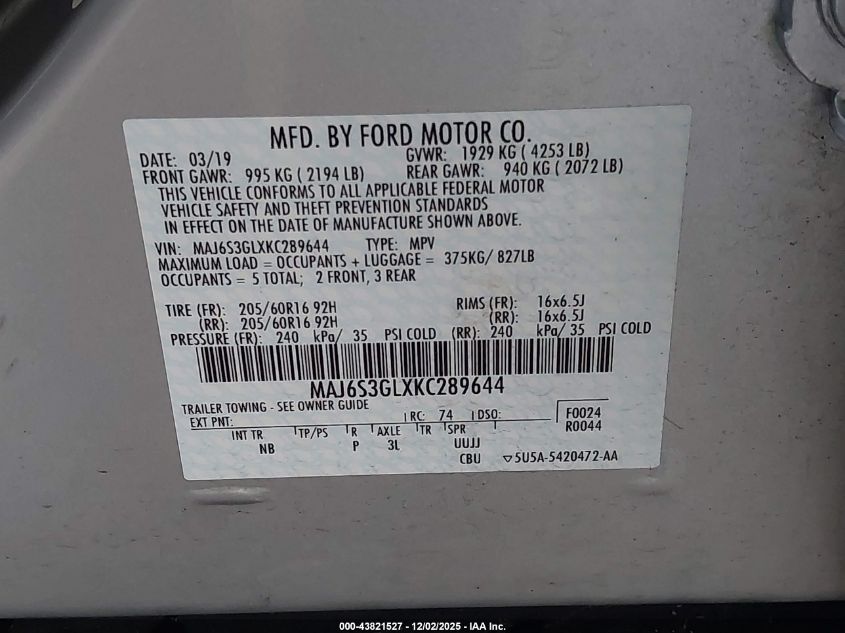 MFD. BY FORD MOTOR CO.
DATE: 03/19 GVWR: 1929 KG ( 4253 LB)
FRONT GAWR: 995 KG ( 2194 LB) REAR GAWR: 940 KG ( 2072 LB)
THIS VEHICLE CONFORMS TO ALL APPLICABLE FEDERAL MOTOR
VEHICLE SAFETY AND THEFT PREVENTION STANDARDS
IN EFFECT ON THE DATE OF MANUFACTURE SHOWN ABOVE.
VIN: MAJ6S3GLXKC289644 TYPE: MPV
MAXIMUM LOAD = OCCUPANTS + LUGGAGE = 375KG/ 827LB
OCCUPANTS = 5 TOTAL; 2 FRONT, 3 REAR
TIRE (FR): 205/60R16 92H RIMS (FR): 16x6.5J
(RR): 205/60R16 92H (RR): 16x6.5J
PRESSURE (FR): 240 kPa/ 35 PSI COLD (RR): 240 kPa/ 35 PSI COLD
MAJ6S3GLXKC289644
TRAILER TOWING - SEE OWNER GUIDE
EXT PNT: RC: 74 DSO: F0024
R0044
INT TR TP/PS R AXLE TR SPR
NB P 3L UUJJ
CBU ▽5U5A-5420472-AA
000-43821527 - 12/02/2025 - IAA Inc.